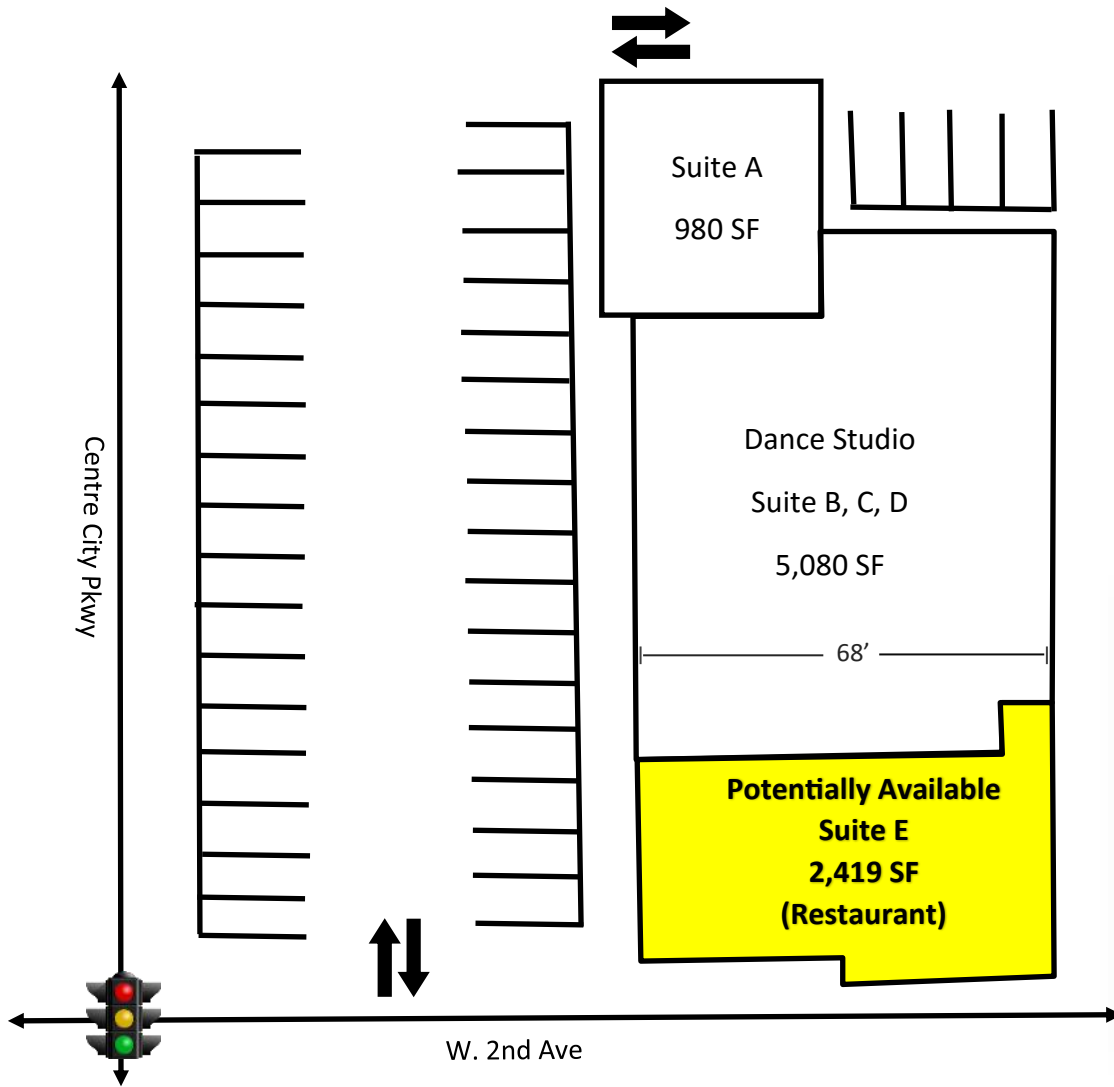 Suite A
980 SF
Dance Studio
Suite B, C, D
5,080 SF
68’
Centre City Pkwy
Potentially Available
Suite E
2,419 SF
(Restaurant)
W. 2nd Ave